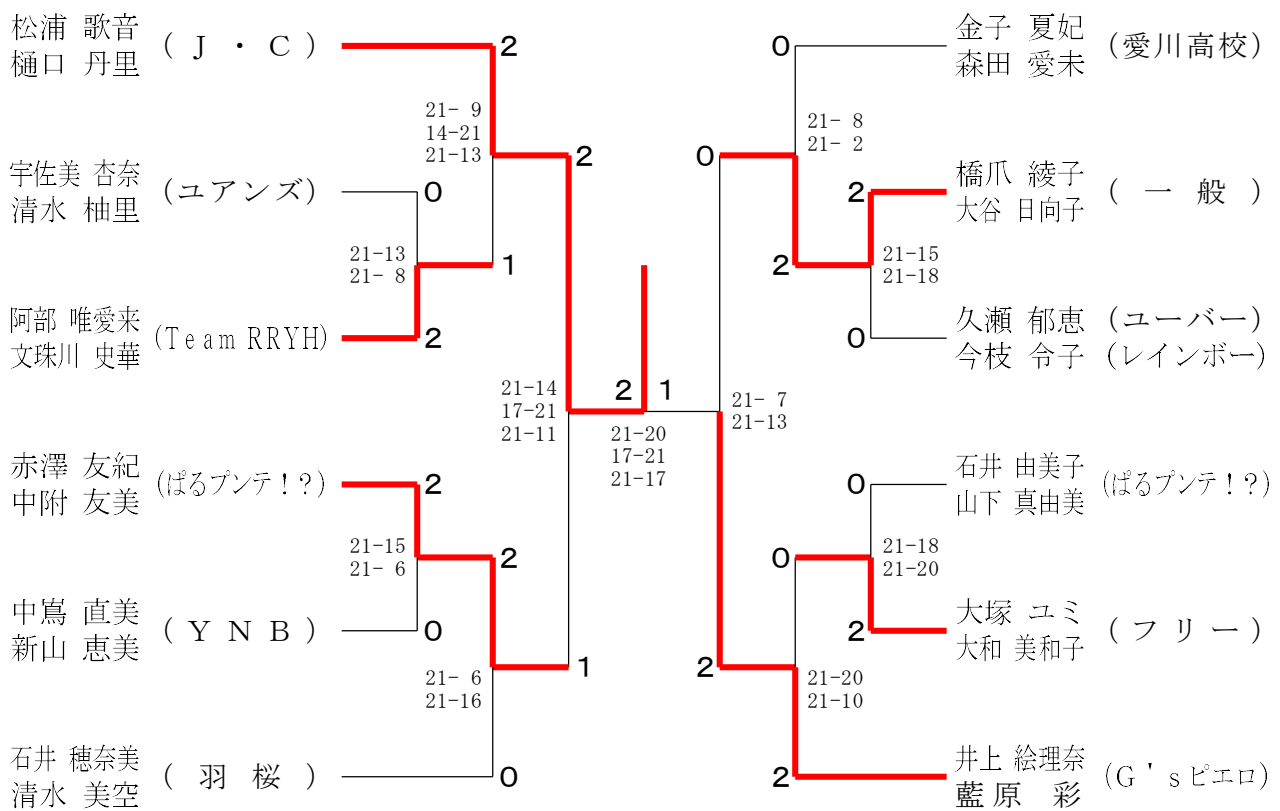 松浦 歌音
樋口 丹里
( J ・ C )
2
21- 9
14-21
21-13
宇佐美 杏奈
清水 柚里
(ユアンズ)
0
21-13
21- 8
1
阿部 唯愛来
文珠川 史華
(Team RRYH)
2
2
21-14
17-21
21-11
赤澤 友紀
中附 友美
(ぱるプンテ!?)
2
21-15
21- 6
2
中嶌 直美
新山 恵美
( Y N B )
0
21- 6
21-16
1
石井 穂奈美
清水 美空
( 羽 桜 )
0
2 1
21-20
17-21
21-17
0
金子 夏妃
森田 愛未
(愛川高校)
21- 8
21- 2
0
2
橋爪 綾子
大谷 日向子
( 一 般 )
2
21-15
21-18
0
久瀬 郁恵 (ユーバー)
今枝 令子 (レインボー)
21- 7
21-13
0
石井 由美子
山下 真由美
(ぱるプンテ!?)
0
21-18
21-20
2
大塚 ユミ
大和 美和子
( フ リ ー )
2
21-20
21-10
2
井上 絵理奈
藍原 彩
(G'sピエロ)